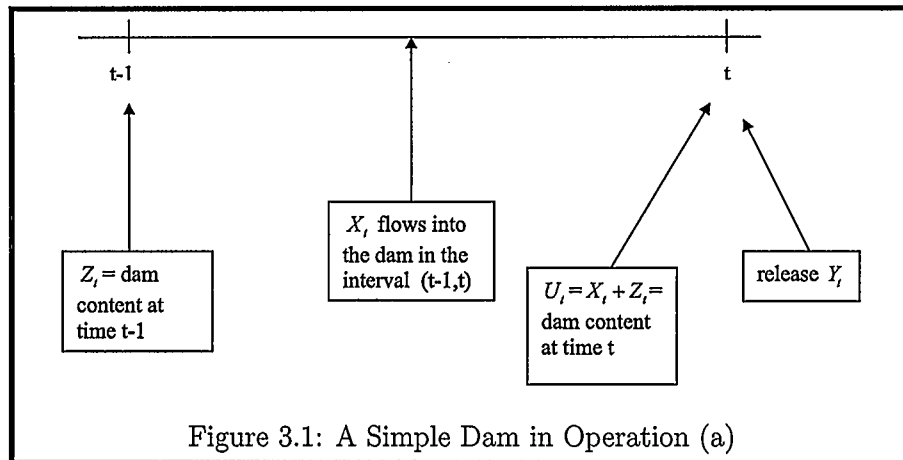 t-1
t
Z_t = dam
content at
time t-1
X_t flows into
the dam in the
interval (t-1,t)
U_t = X_t + Z_t =
dam content
at time t
release Y_t
Figure 3.1: A Simple Dam in Operation (a)